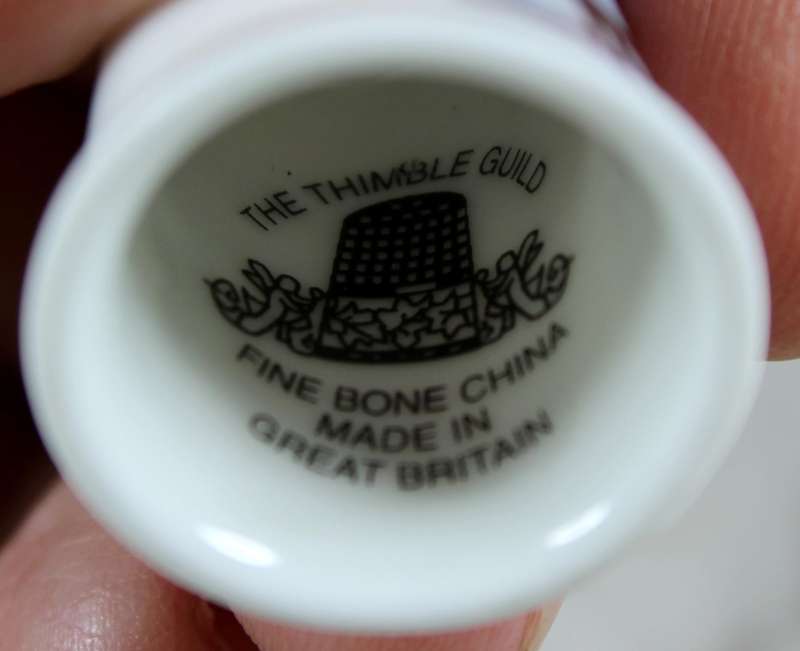 THE THIMBLE GUILD
FINE BONE CHINA
MADE IN
GREAT BRITAIN